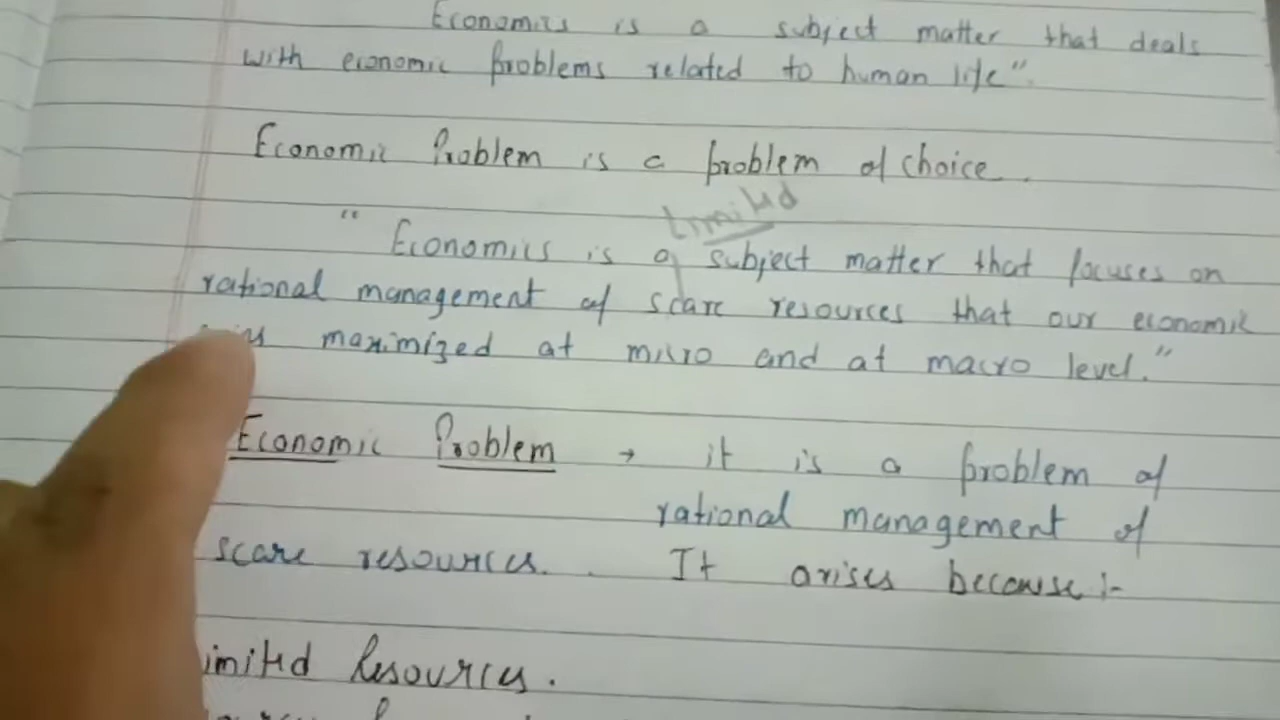 Economics is a subject matter that deals
with economic problems related to human life".
Economic Problem is a problem of choice.
limited
" Economics is a subject matter that focuses on
rational management of scare resources that our economic
maximized at micro and at macro level."
Economic Problem → it is a problem of
rational management of
scare resources. It arises because :-
imited Resources.